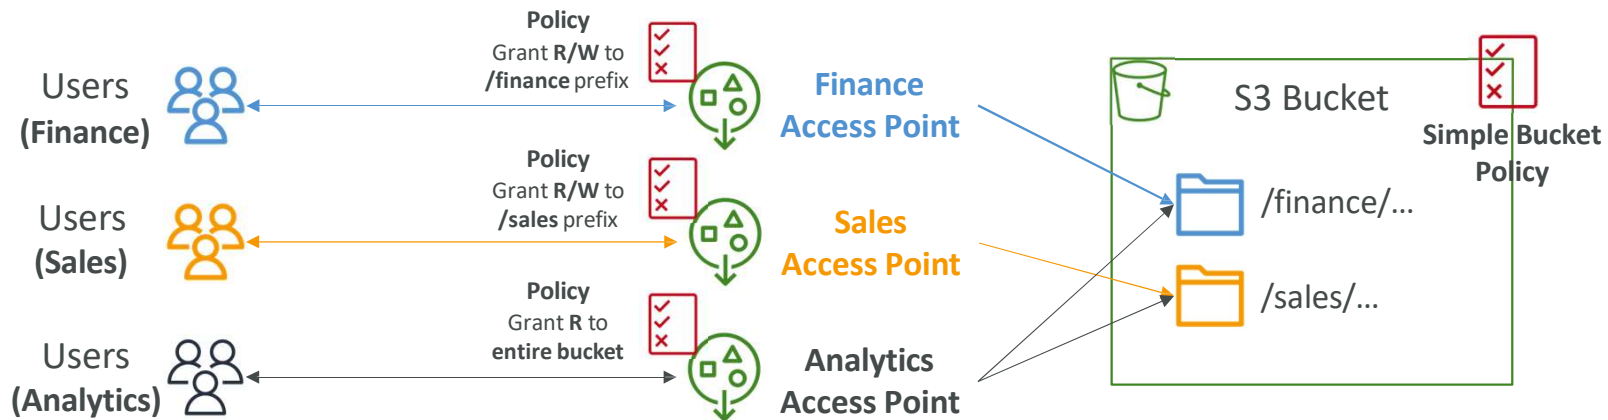 Users
(Finance)
Policy
Grant R/W to
/finance prefix
Finance
Access Point
Users
(Sales)
Policy
Grant R/W to
/sales prefix
Sales
Access Point
Users
(Analytics)
Policy
Grant R to
entire bucket
Analytics
Access Point
S3 Bucket
Simple Bucket
Policy
/finance/...
/sales/...